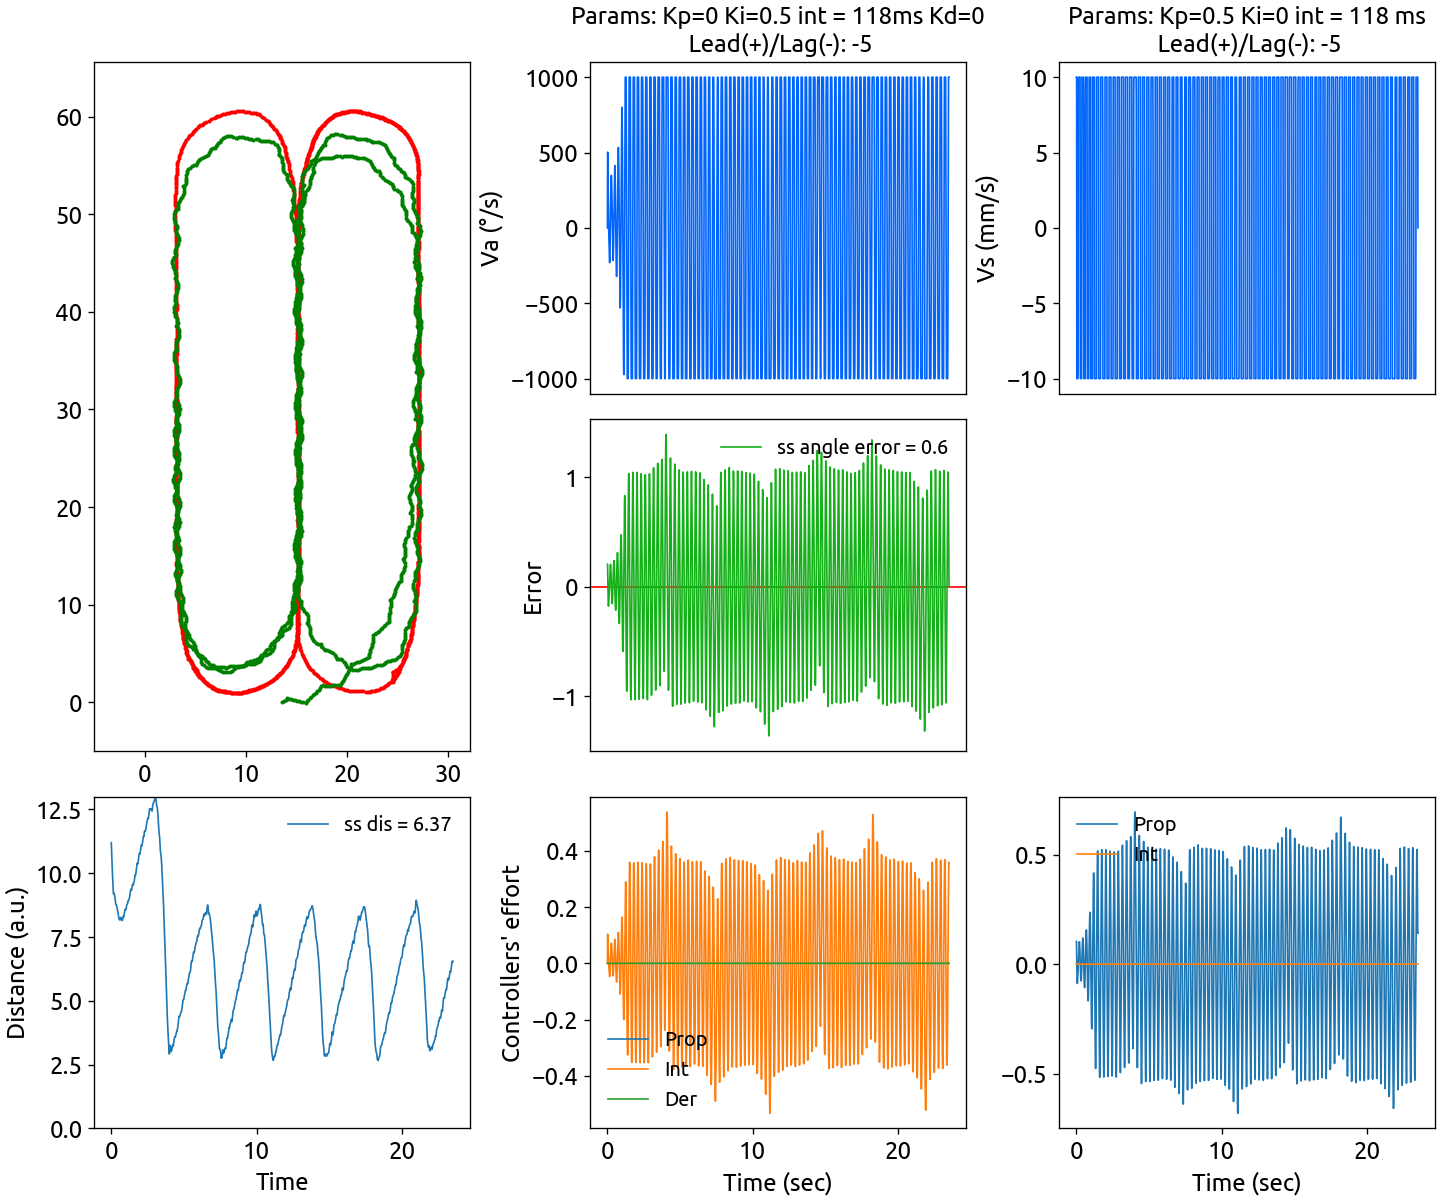 Params: Kp=0 Ki=0.5 int = 118ms Kd=0
Lead(+)/Lag(-): -5
Params: Kp=0.5 Ki=0 int = 118 ms
Lead(+)/Lag(-): -5
60
50
40
30
20
10
0
0 10 20 30
Va (°/s)
1000
500
0
−500
−1000
Vs (mm/s)
10
5
0
−5
−10
Error
1
0
−1
ss angle error = 0.6
Distance (a.u.)
12.5
10.0
7.5
5.0
2.5
0.0
ss dis = 6.37
0 10 20
Time
Controllers' effort
0.4
0.2
0.0
−0.2
−0.4
Prop
Int
Der
0 10 20
Time (sec)
0.5
0.0
−0.5
Prop
Int
0 10 20
Time (sec)